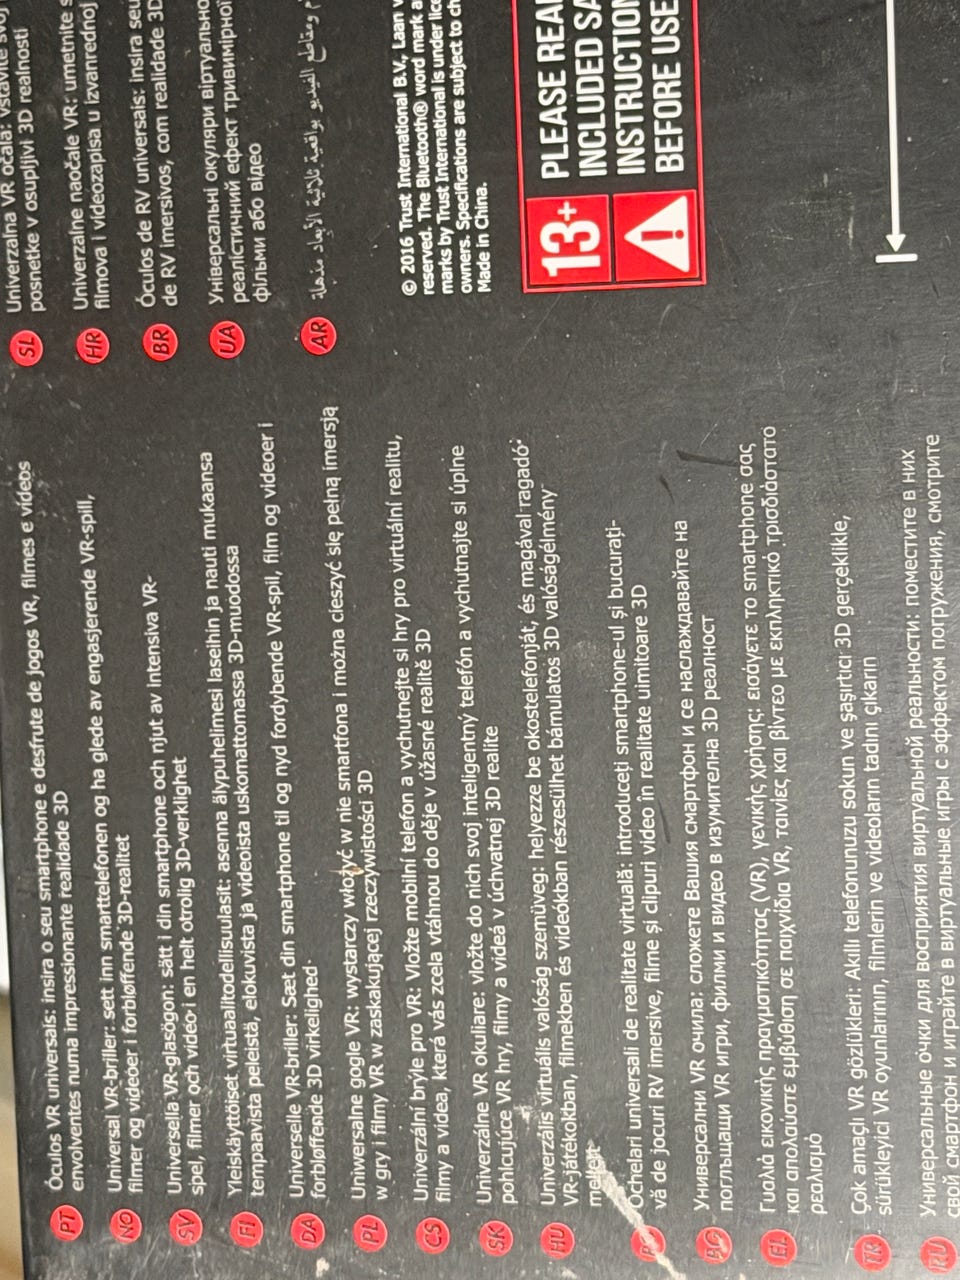 PT Óculos VR universais: insira o seu smartphone e desfrute de jogos VR, filmes e vídeos
envolventes numa impressionante realidade 3D
NO Universal VR-briller: sett inn smarttelefonen og ha glede av engasjerende VR-spill,
filmer og videoer i forbløffende 3D-realitet
SV Universella VR-glasögon: sätt i din smartphone och njut av intensiva VR-
spel, filmer och videor i en helt otrolig 3D-verklighet
FI Yleiskäyttöiset virtuaalitodellisuulasit: asenna älypuhelimesi laseihin ja nauti mukaansa
tempaavista peleistä, elokuvista ja videoista uskomattomassa 3D-muodossa
DA Universelle VR-briller: Sæt din smartphone til og nyd fordybende VR-spil, film og videoer i
forbløffende 3D virkelighed
PL Uniwersalne gogle VR: wystarczy włożyć w nie smartfona i można cieszyć się pełną imersją
w gry i filmy VR w zaskakującej rzeczywistości 3D
CS Univerzální brýle pro VR: Vložte mobilní telefon a vychutnejte si hry pro virtuální realitu,
filmy a videa, která vás zcela vtáhnou do děje v úžasné realitě 3D
SK Univerzálne VR okuliare: vložte do nich svoj inteligentný telefón a vychutnajte si úplne
pohlcujúce VR hry, filmy a videá v úchvatnej 3D realite
HU Univerzális virtuális valóság szemüveg: helyezze be okostelefonját, és magával ragadó
VR-játékokban, filmekben és videókban részesülhet bámulatos 3D valóságélmény
mellett
Ochelari universali de realitate virtuală: introduceți smartphone-ul și bucurați-
vă de jocuri RV imersive, filme și clipuri video în realitate uimitoare 3D
BG Универсални VR очила: сложете Вашия смартфон и се наслаждавайте на
поглъщащи VR игри, филми и видео в изумителна 3D реалност
EL Γυαλιά εικονικής πραγματικότητας (VR), γενικής χρήσης: εισάγετε το smartphone σας
και απολαύστε εμβύθιση σε παιχνίδια VR, ταινίες και βίντεο με εκπληκτικό τρισδιάστατο
ρεαλισμό
TR Çok amaçlı VR gözlükleri: Akıllı telefonunuzu sokun ve şaşırtıcı 3D gerçeklikle,
sürükleyici VR oyunlarının, filmlerin ve videoların tadını çıkarın
RU Универсальные очки для восприятия виртуальной реальности: поместите в них
свой смартфон и играйте в виртуальные игры с эффектом погружения, смотрите
SL Univerzalna VR očala: vstavite svoj
posnetke v osupljivi 3D realnosti
HR Univerzalne naočale VR: umetnite s
filmova i videozapisa u izvanrednoj
BR Óculos de RV universais: insira seu
de RV imersivos, com realidade 3D
UA Універсальні окуляри віртуально
реалістичний ефект тривимірної
фільми або відео
AR ومقاطع الفيديو بواقعية ثلاثية الأبعاد مذهلة
© 2016 Trust International B.V., Laan v
reserved. The Bluetooth® word mark a
marks by Trust International is under lice
owners. Specifications are subject to ch
Made in China.
13+
PLEASE REA
INCLUDED SA
INSTRUCTION
BEFORE USE